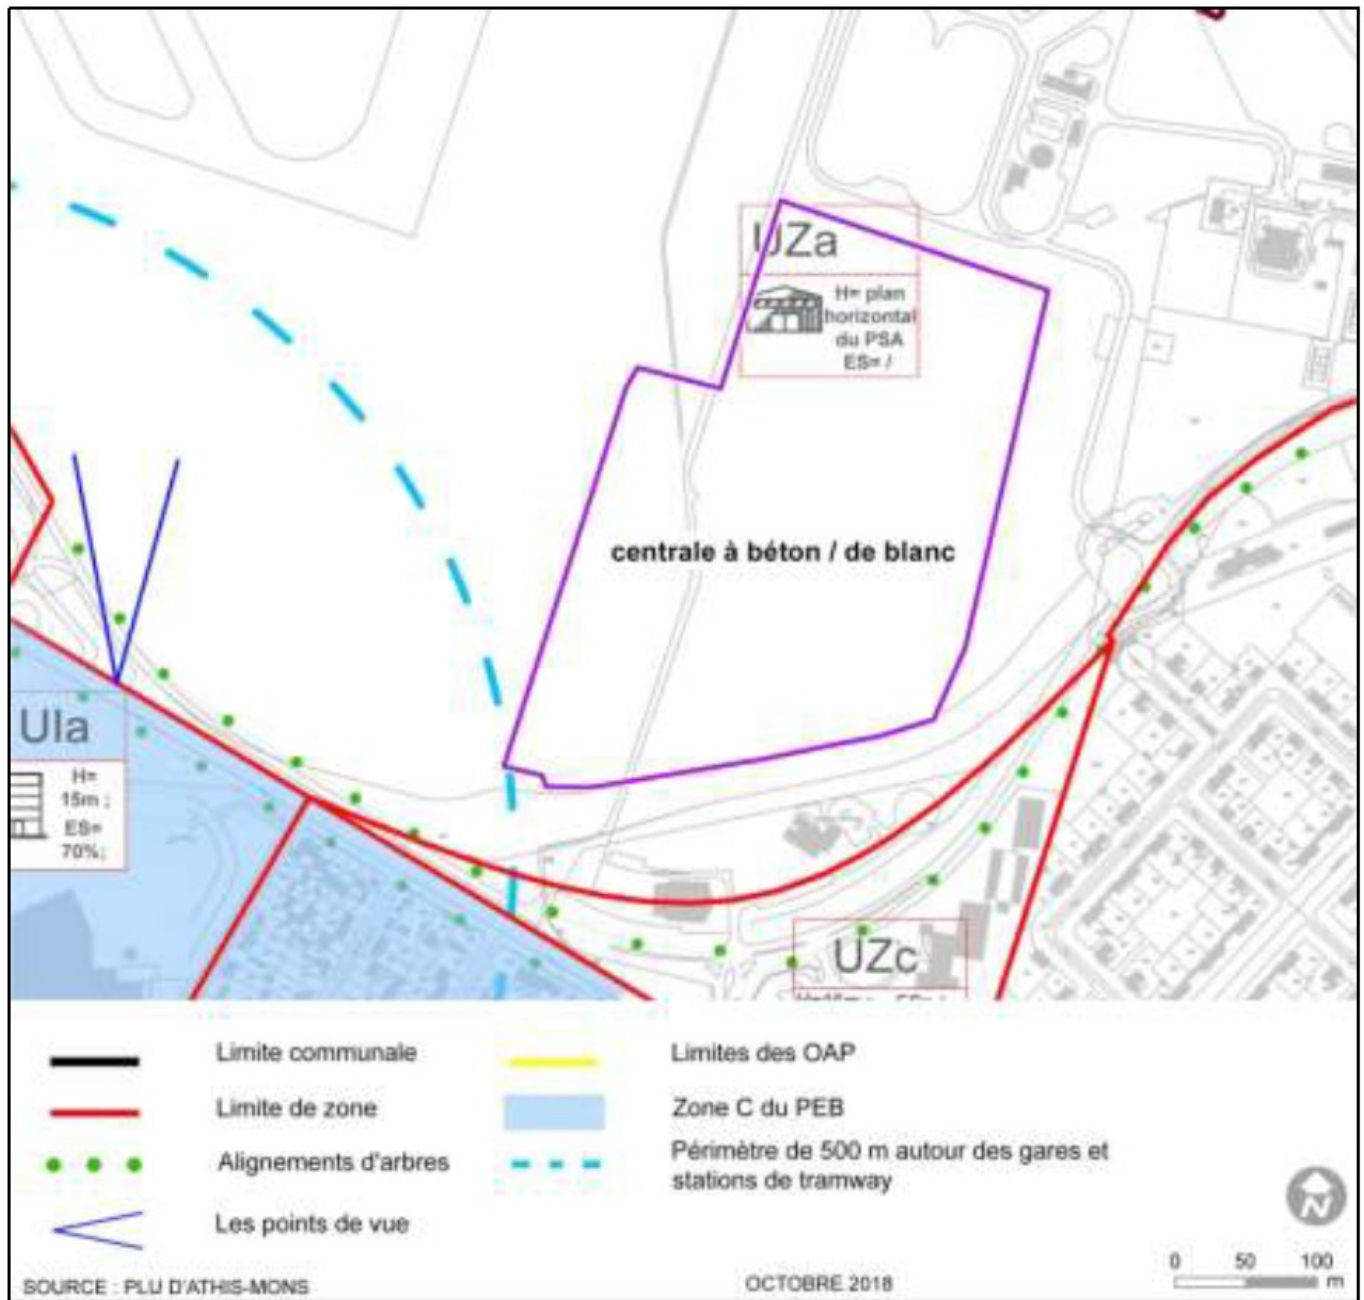 UZa
H= plan
horizontal
du PSA
ES= /
centrale à béton / de blanc
UIa
H=
15m ;
ES=
70%;
UZc
Limite communale
Limites des OAP
Limite de zone
Zone C du PEB
Alignements d'arbres
Périmètre de 500 m autour des gares et
stations de tramway
Les points de vue
N
0 50 100
m
SOURCE : PLU D'ATHIS-MONS
OCTOBRE 2018